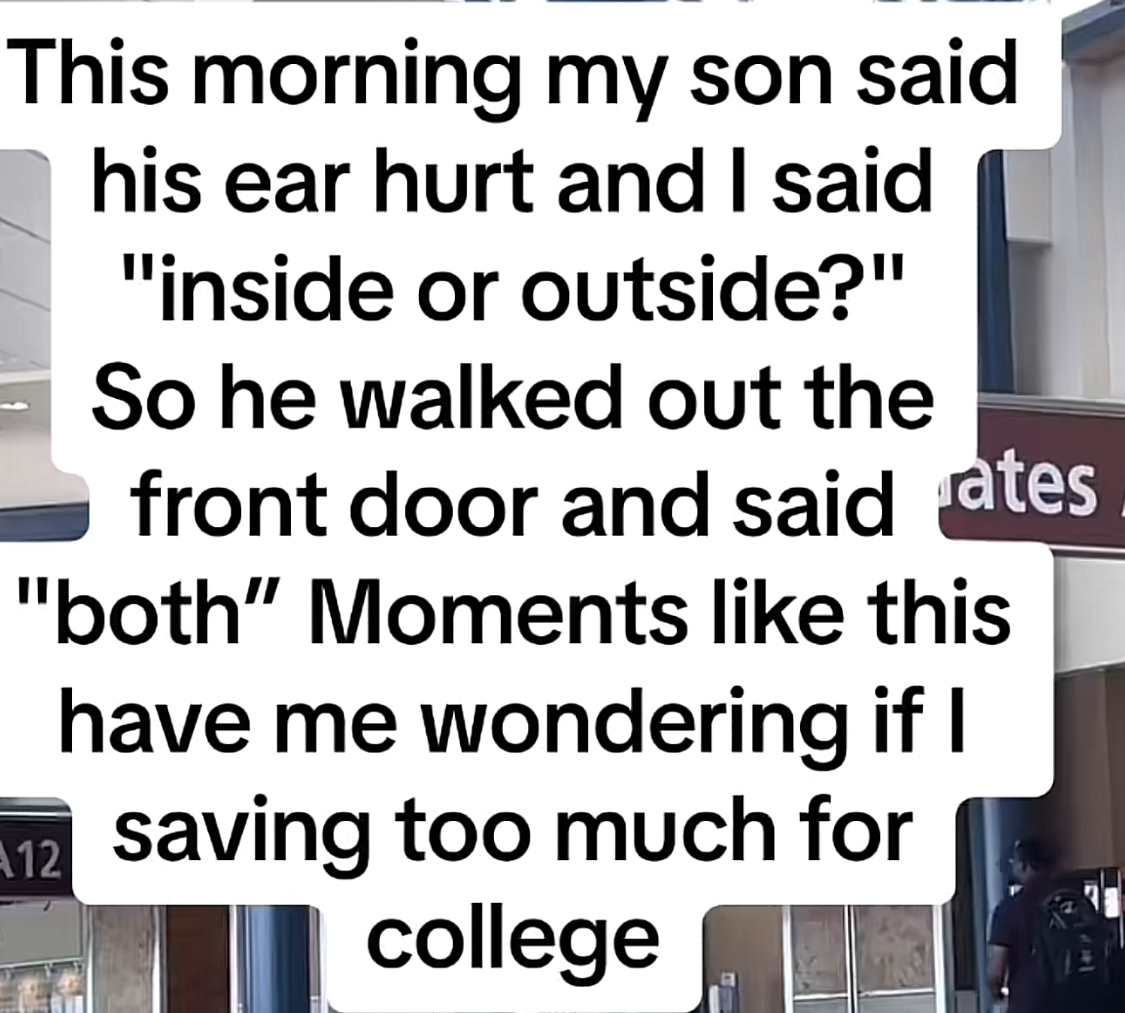 This morning my son said
his ear hurt and I said
"inside or outside?"
So he walked out the
front door and said
"both” Moments like this
have me wondering if I
saving too much for
college
A12